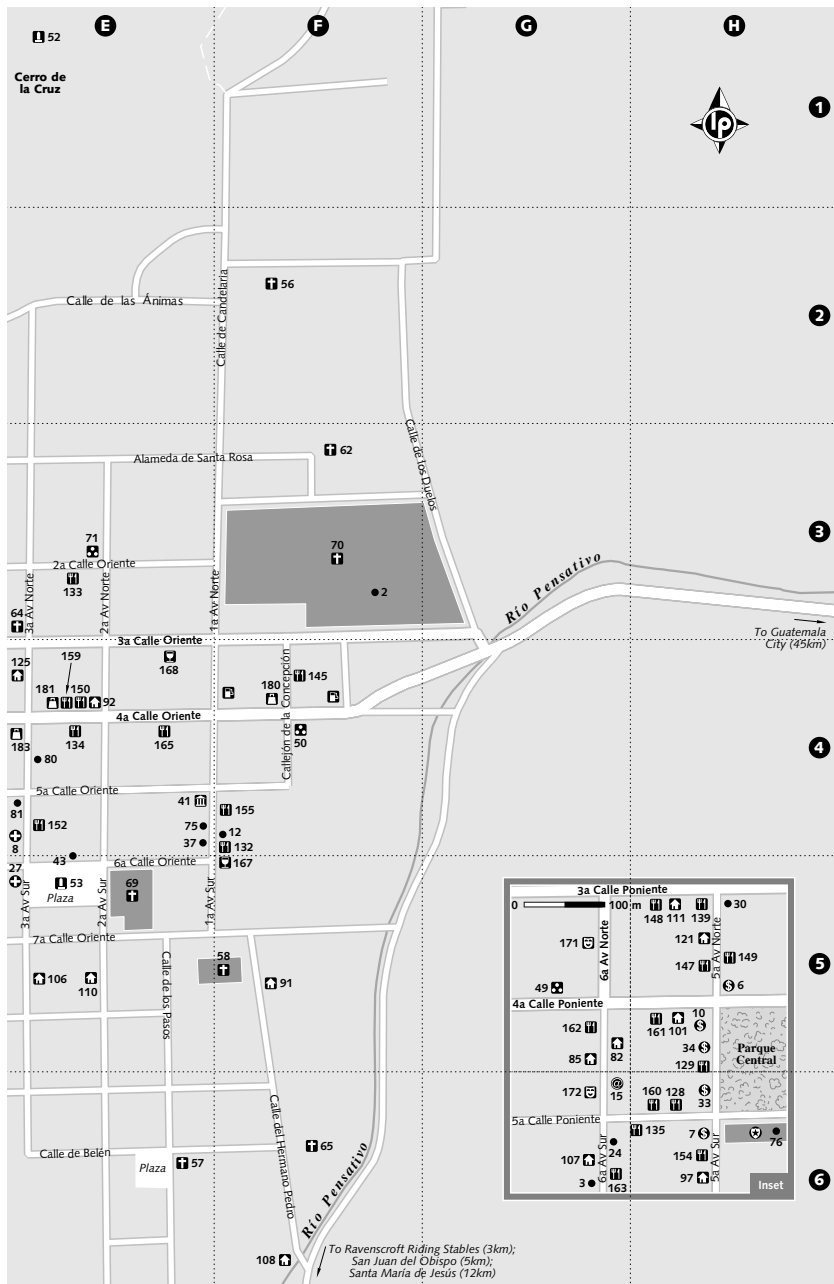 E
F
G
H
52
Cerro de
la Cruz
lp
1
Calle de Candelaria
56
Calle de las Ánimas
2
Calle de los Duelos
62
Alameda de Santa Rosa
3
71
70
2a Calle Oriente
133
2
Río Pensativo
3a Av Norte
2a Av Norte
1a Av Norte
64
3a Calle Oriente
To Guatemala
City (45km)
125
159
168
Callejón de la Concepción
145
181
150
92
180
4a Calle Oriente
183
134
165
50
4
80
5a Calle Oriente
81
41
155
152
75
12
8
37
132
43
6a Calle Oriente
167
27
53
69
Plaza
3a Av Sur
2a Av Sur
1a Av Sur
7a Calle Oriente
58
5
106
110
Calle de los Pasos
91
Calle del Hermano Pedro
Calle de Belén
65
Plaza
57
6
Río Pensativo
108
To Ravenscroft Riding Stables (3km);
San Juan del Obispo (5km);
Santa María de Jesús (12km)
3a Calle Poniente
0
100 m
148
111
139
30
6a Av Norte
5a Av Norte
171
121
147
149
49
6
4a Calle Poniente
10
162
161
101
34
Parque
Central
85
82
129
172
@
15
160
128
33
5a Calle Poniente
135
7
76
24
107
6a Av Sur
154
5a Av Sur
3
163
97
Inset